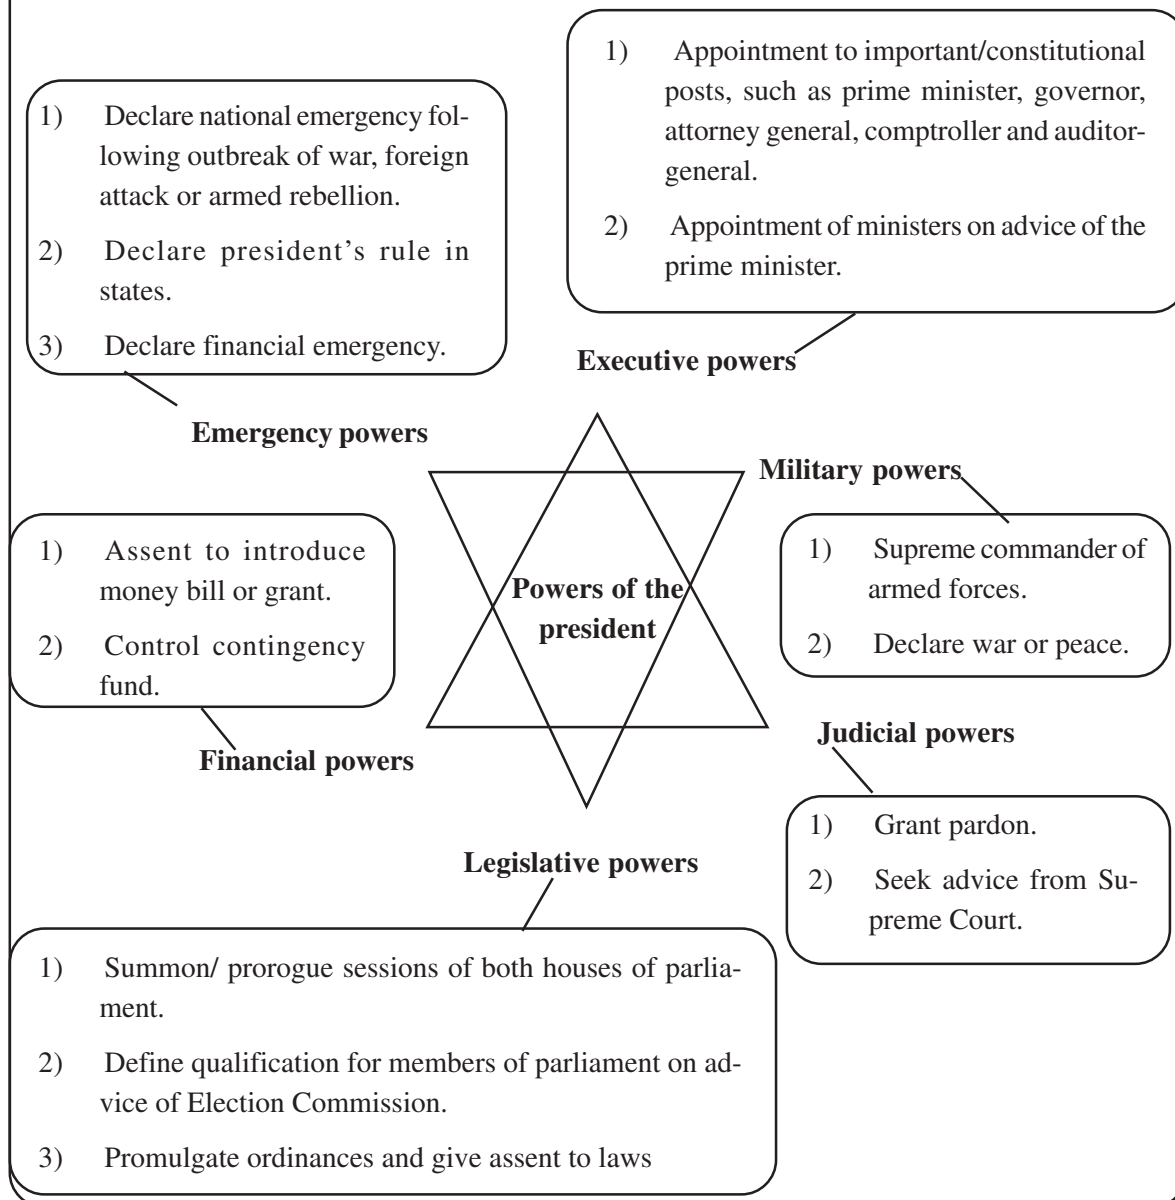 1) Declare national emergency fol-
lowing outbreak of war, foreign
attack or armed rebellion.
2) Declare president’s rule in
states.
3) Declare financial emergency.
Emergency powers
1) Appointment to important/constitutional
posts, such as prime minister, governor,
attorney general, comptroller and auditor-
general.
2) Appointment of ministers on advice of the
prime minister.
Executive powers
Military powers
1) Supreme commander of
armed forces.
2) Declare war or peace.
1) Assent to introduce
money bill or grant.
2) Control contingency
fund.
Financial powers
Powers of the
president
Judicial powers
1) Grant pardon.
2) Seek advice from Su-
preme Court.
Legislative powers
1) Summon/ prorogue sessions of both houses of parlia-
ment.
2) Define qualification for members of parliament on ad-
vice of Election Commission.
3) Promulgate ordinances and give assent to laws